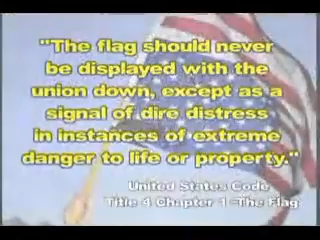 "The flag should never
be displayed with the
union down, except as a
signal of dire distress
in instances of extreme
danger to life or property."
United States Code
Title 4 Chapter 1-The Flag